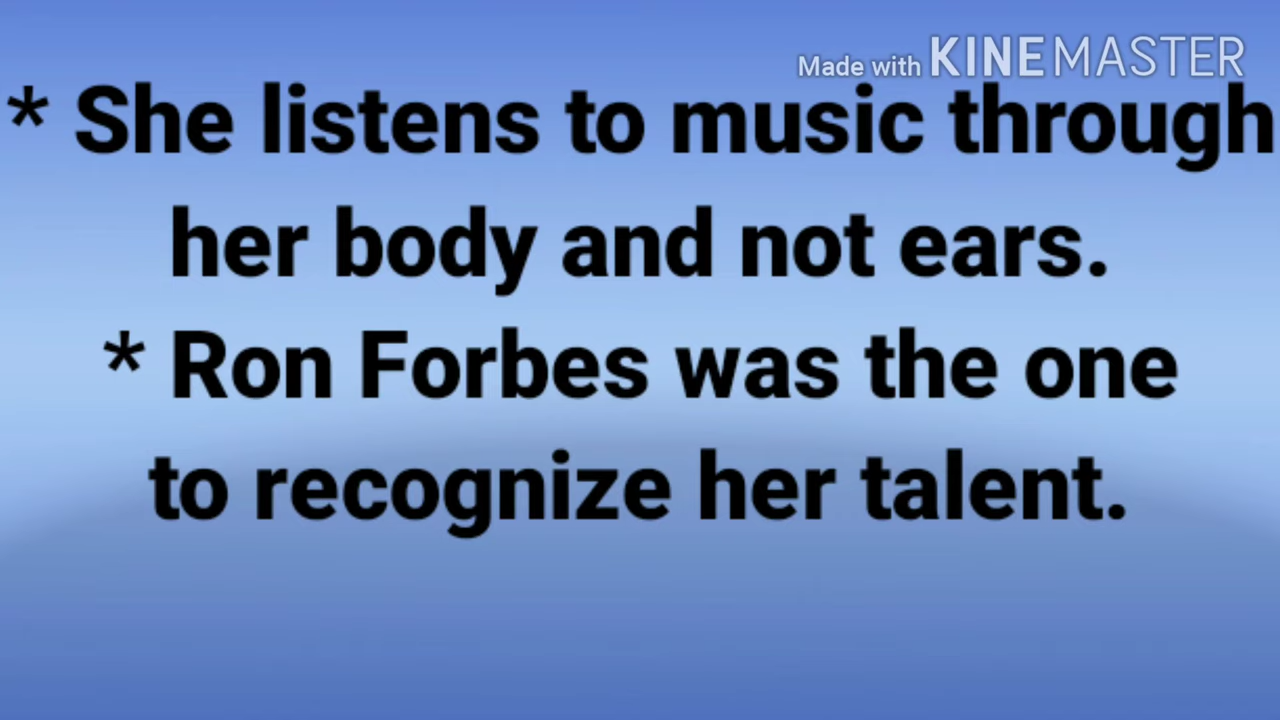 Made with KINEMASTER
* She listens to music through
her body and not ears.
* Ron Forbes was the one
to recognize her talent.